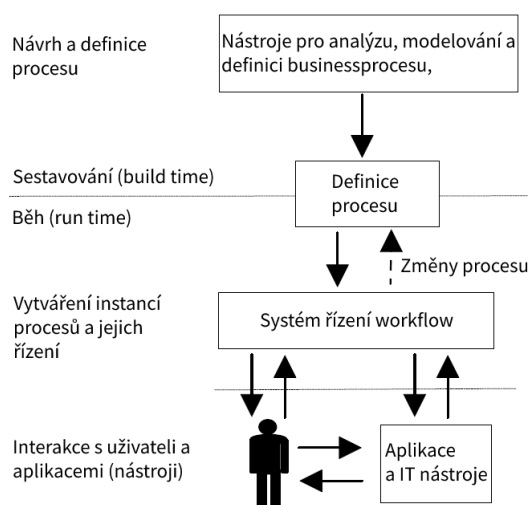 Návrh a definice
procesu
Nástroje pro analýzu, modelování a
definici businessprocesu,
Sestavování (build time)
Definice
procesu
Běh (run time)
Změny procesu
Vytváření instancí
procesů a jejich
řízení
Systém řízení workflow
Interakce s uživateli a
aplikacemi (nástroji)
Aplikace
a IT nástroje